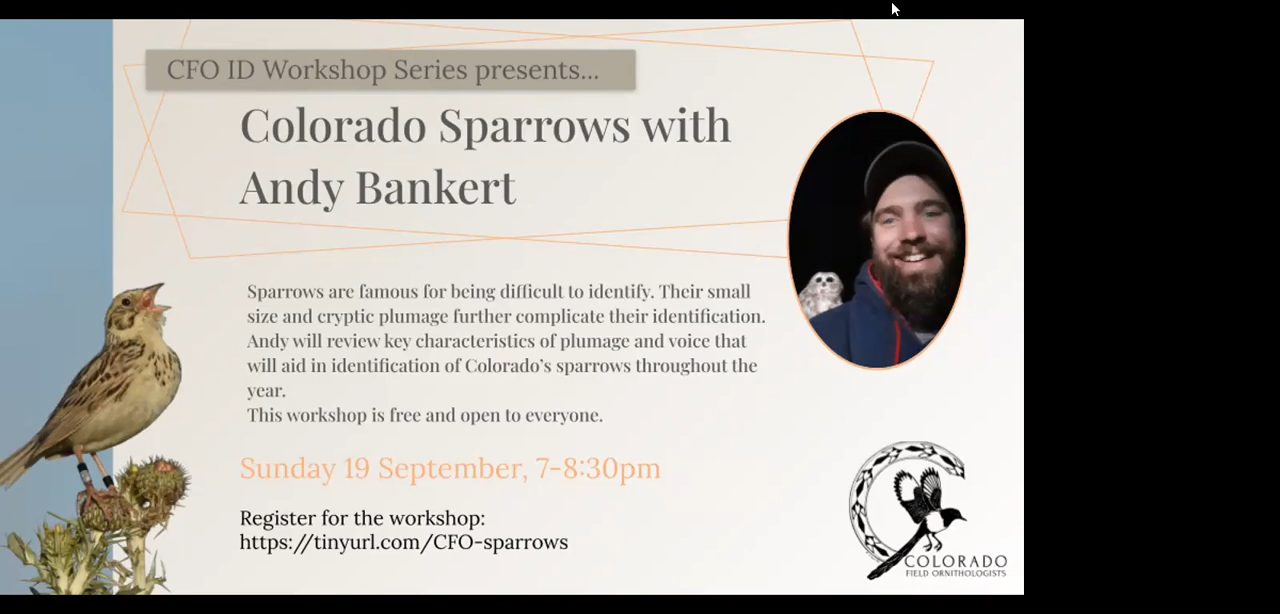 CFO ID Workshop Series presents...
Colorado Sparrows with
Andy Bankert
Sparrows are famous for being difficult to identify. Their small
size and cryptic plumage further complicate their identification.
Andy will review key characteristics of plumage and voice that
will aid in identification of Colorado’s sparrows throughout the
year.
This workshop is free and open to everyone.
Sunday 19 September, 7-8:30pm
Register for the workshop:
https://tinyurl.com/CFO-sparrows
COLORADO
FIELD ORNITHOLOGISTS